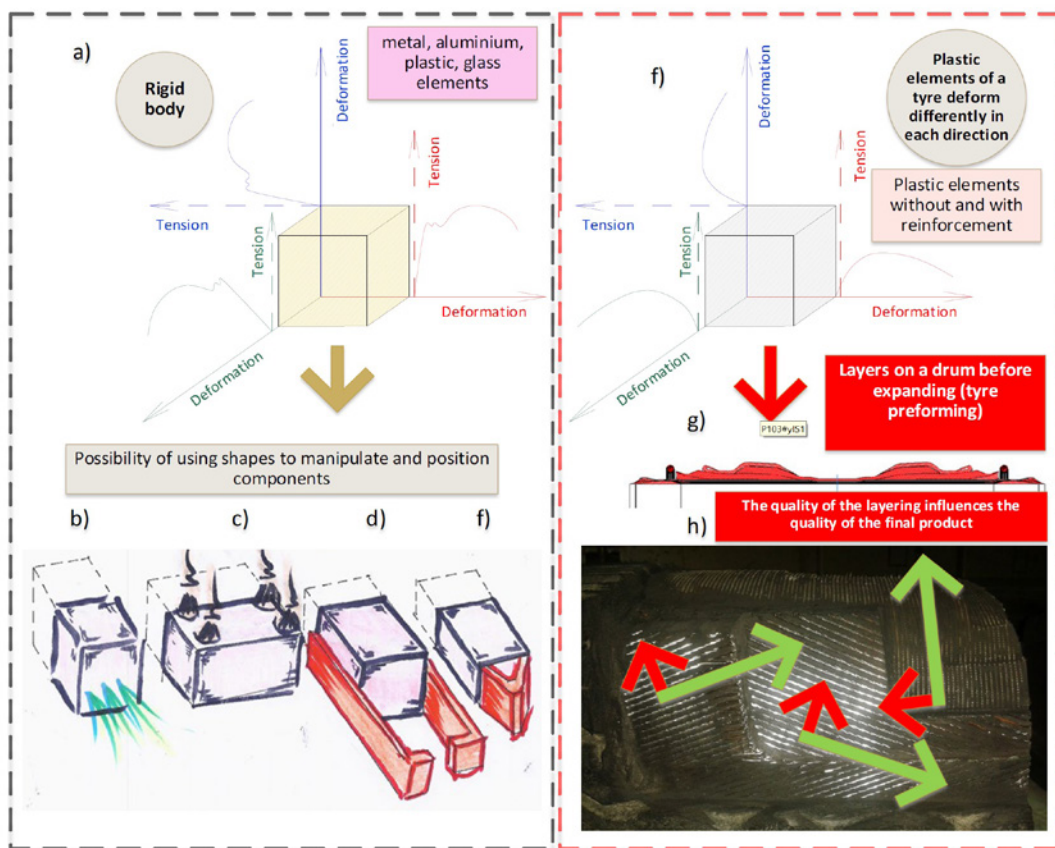 a)
Rigid
body
metal, aluminium,
plastic, glass
elements
Deformation
Tension
Tension
Tension
Deformation
Deformation
Possibility of using shapes to manipulate and position
components
b)
c)
d)
f)
f)
Plastic
elements of a
tyre deform
differently in
each direction
Plastic elements
without and with
reinforcement
Deformation
Tension
Tension
Tension
Deformation
Deformation
Layers on a drum before
expanding (tyre
preforming)
g)
P103#yIS1
The quality of the layering influences the
quality of the final product
h)